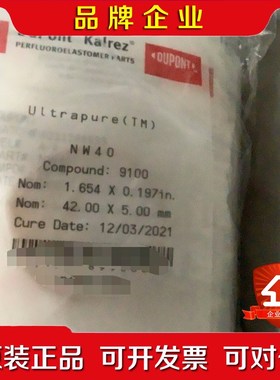 品牌企业
DuPont™ Kalrez®
PERFLUOROELASTOMER PARTS
DUPONT
Ultrapure(TM)
NW40
Compound: 9100
Nom: 1.654 X 0.197in.
Nom: 42.00 X 5.00 mm
Cure Date: 12/03/2021
企业
原装正品 可开发票 可对